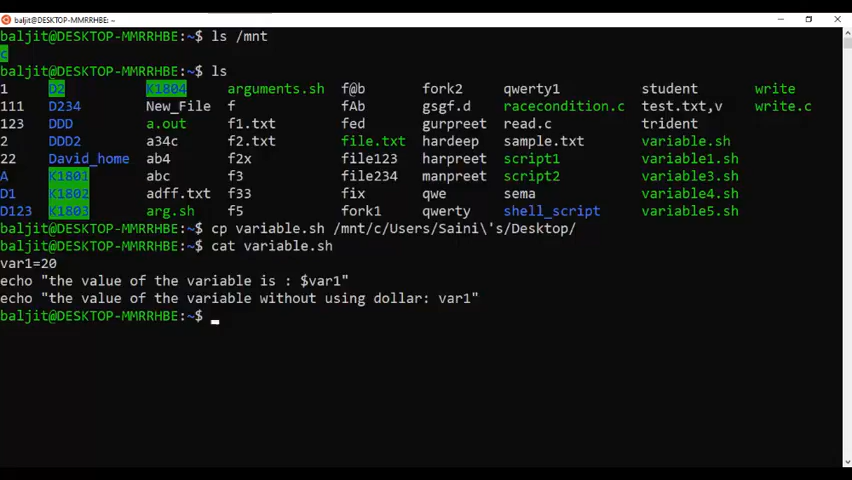 baljit@DESKTOP-MMRRHBE: ~
baljit@DESKTOP-MMRRHBE:~$ ls /mnt
c
baljit@DESKTOP-MMRRHBE:~$ ls
1 D2 K1804 arguments.sh f@b fork2 qwerty1 student write
111 D234 New_File f fAb gsgf.d racecondition.c test.txt,v write.c
123 DDD a.out f1.txt fed gurpreet read.c trident
2 DDD2 a34c f2.txt file.txt hardeep sample.txt variable.sh
22 David_home ab4 f2x file123 harpreet script1 variable1.sh
A K1801 abc f3 file234 manpreet script2 variable3.sh
D1 K1802 adff.txt f33 fix qwe sema variable4.sh
D123 K1803 arg.sh f5 fork1 qwerty shell_script variable5.sh
baljit@DESKTOP-MMRRHBE:~$ cp variable.sh /mnt/c/Users/Saini\'s/Desktop/
baljit@DESKTOP-MMRRHBE:~$ cat variable.sh
var1=20
echo "the value of the variable is : $var1"
echo "the value of the variable without using dollar: var1"
baljit@DESKTOP-MMRRHBE:~$